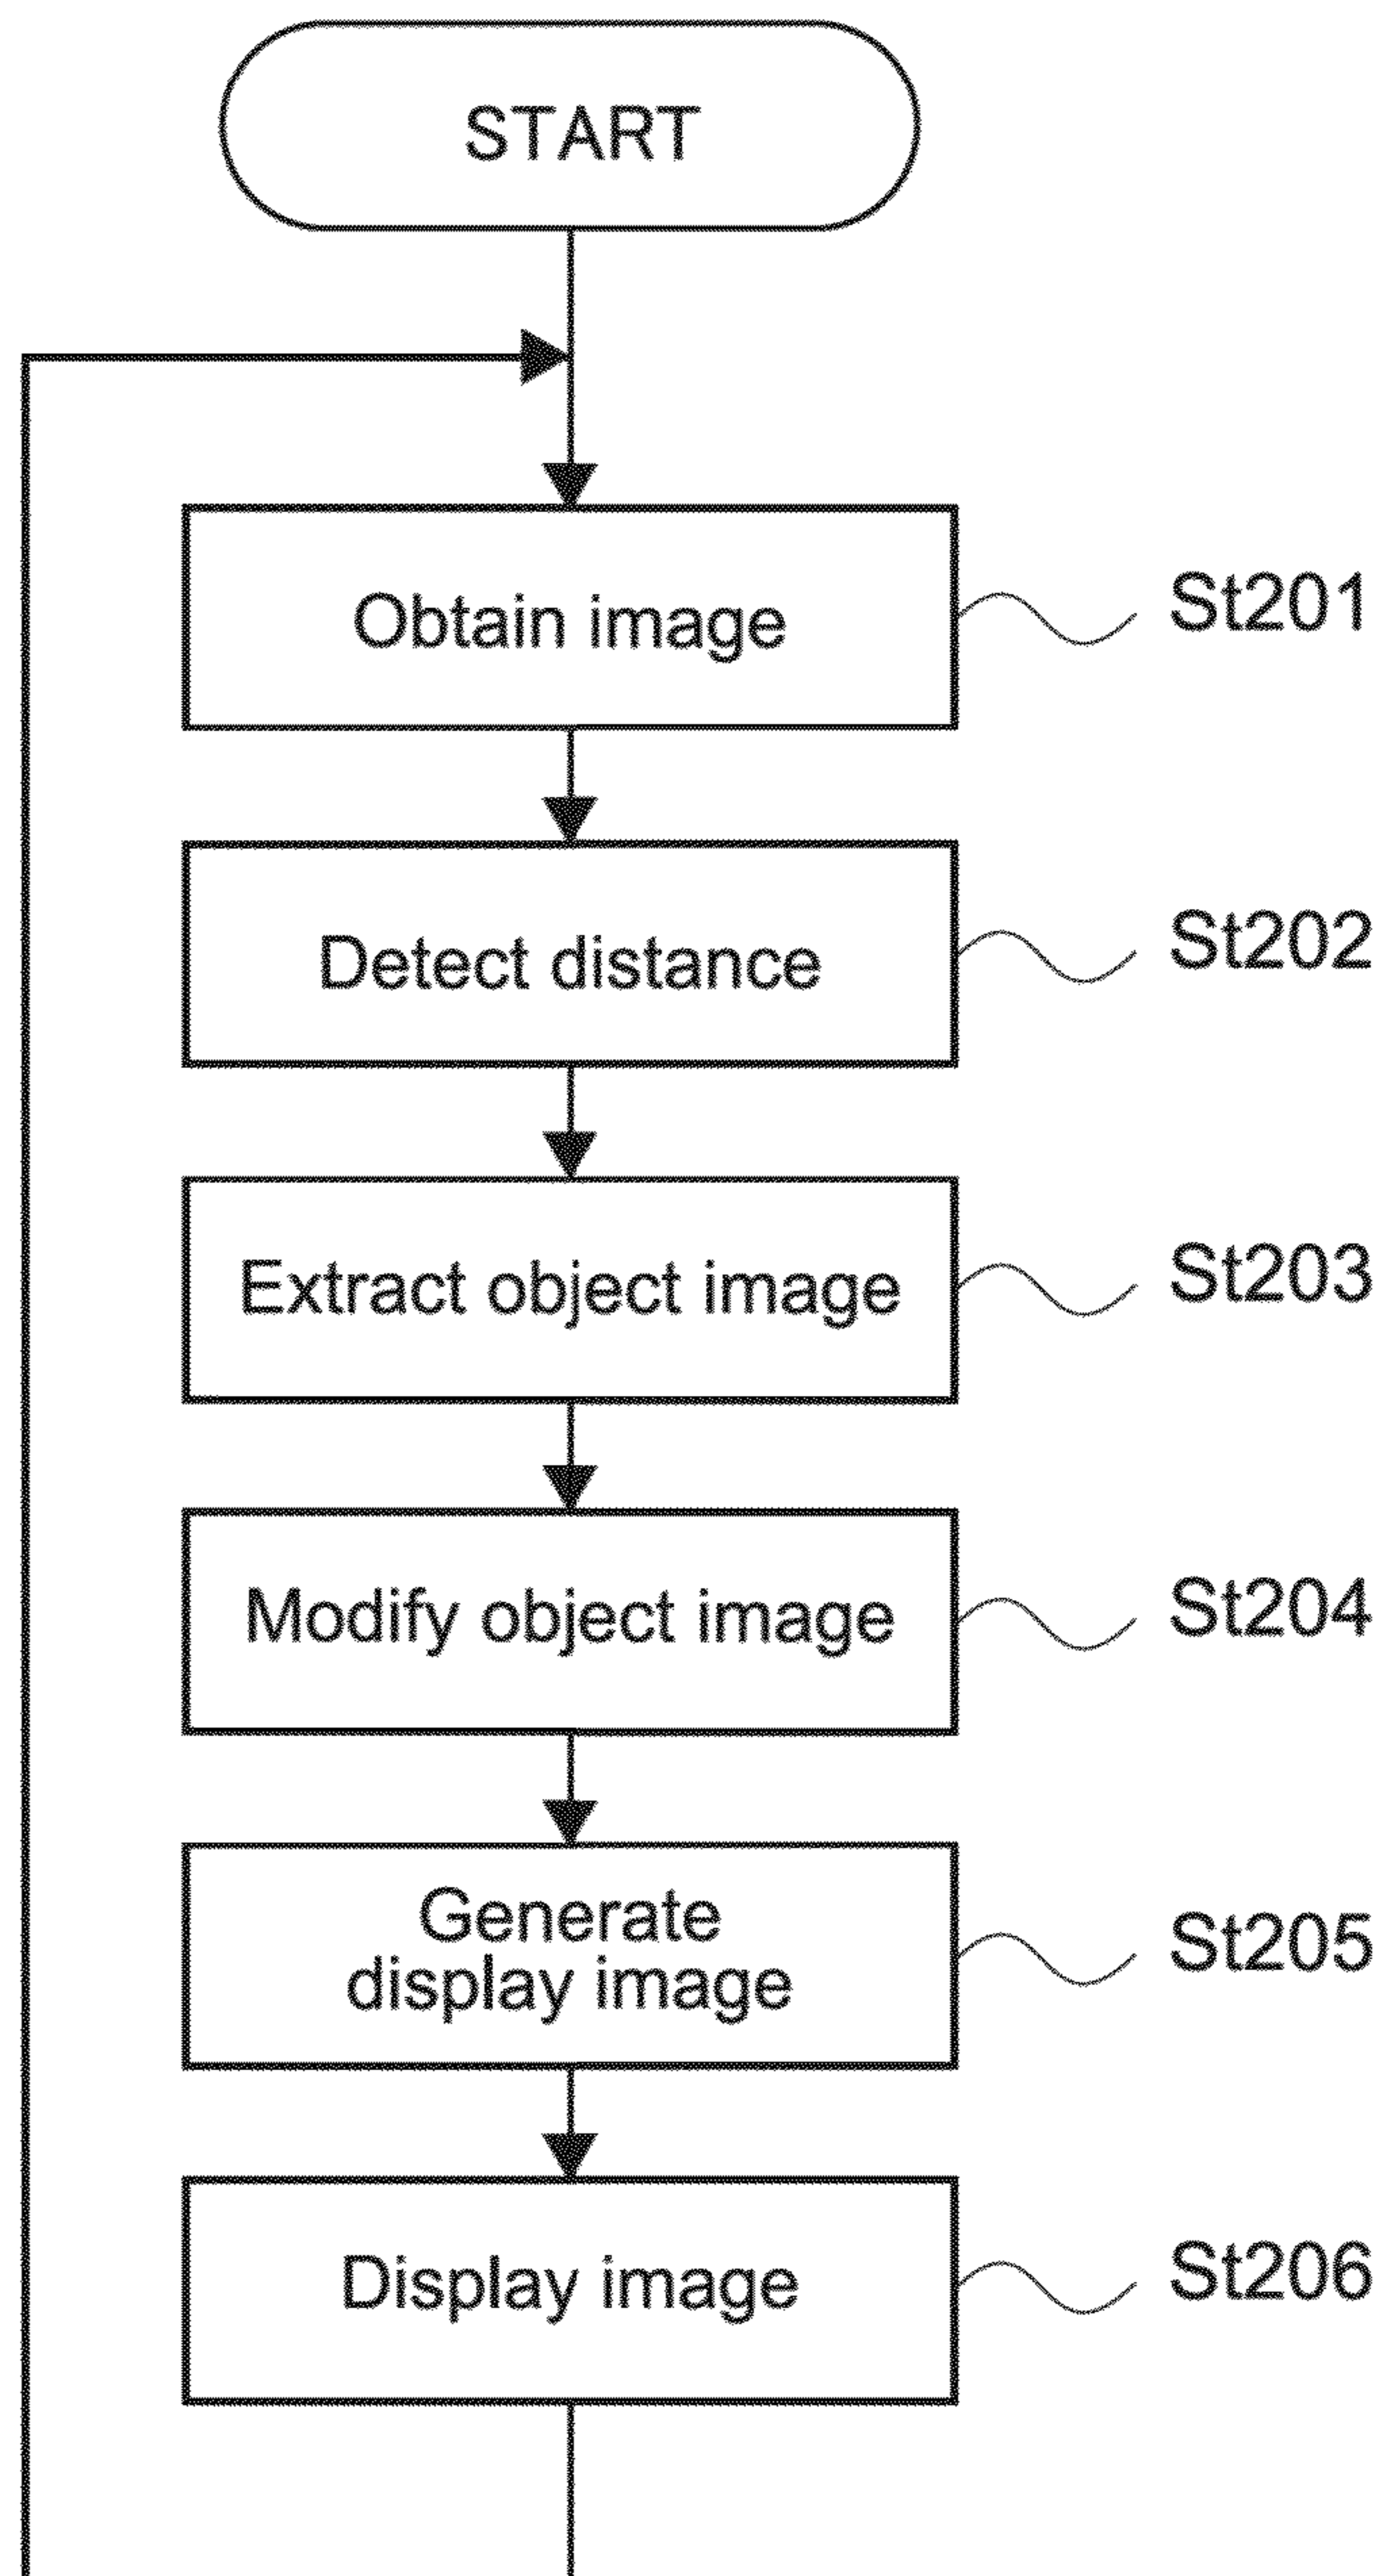 START
Obtain image
St201
Detect distance
St202
Extract object image
St203
Modify object image
St204
Generate
display image
St205
Display image
St206